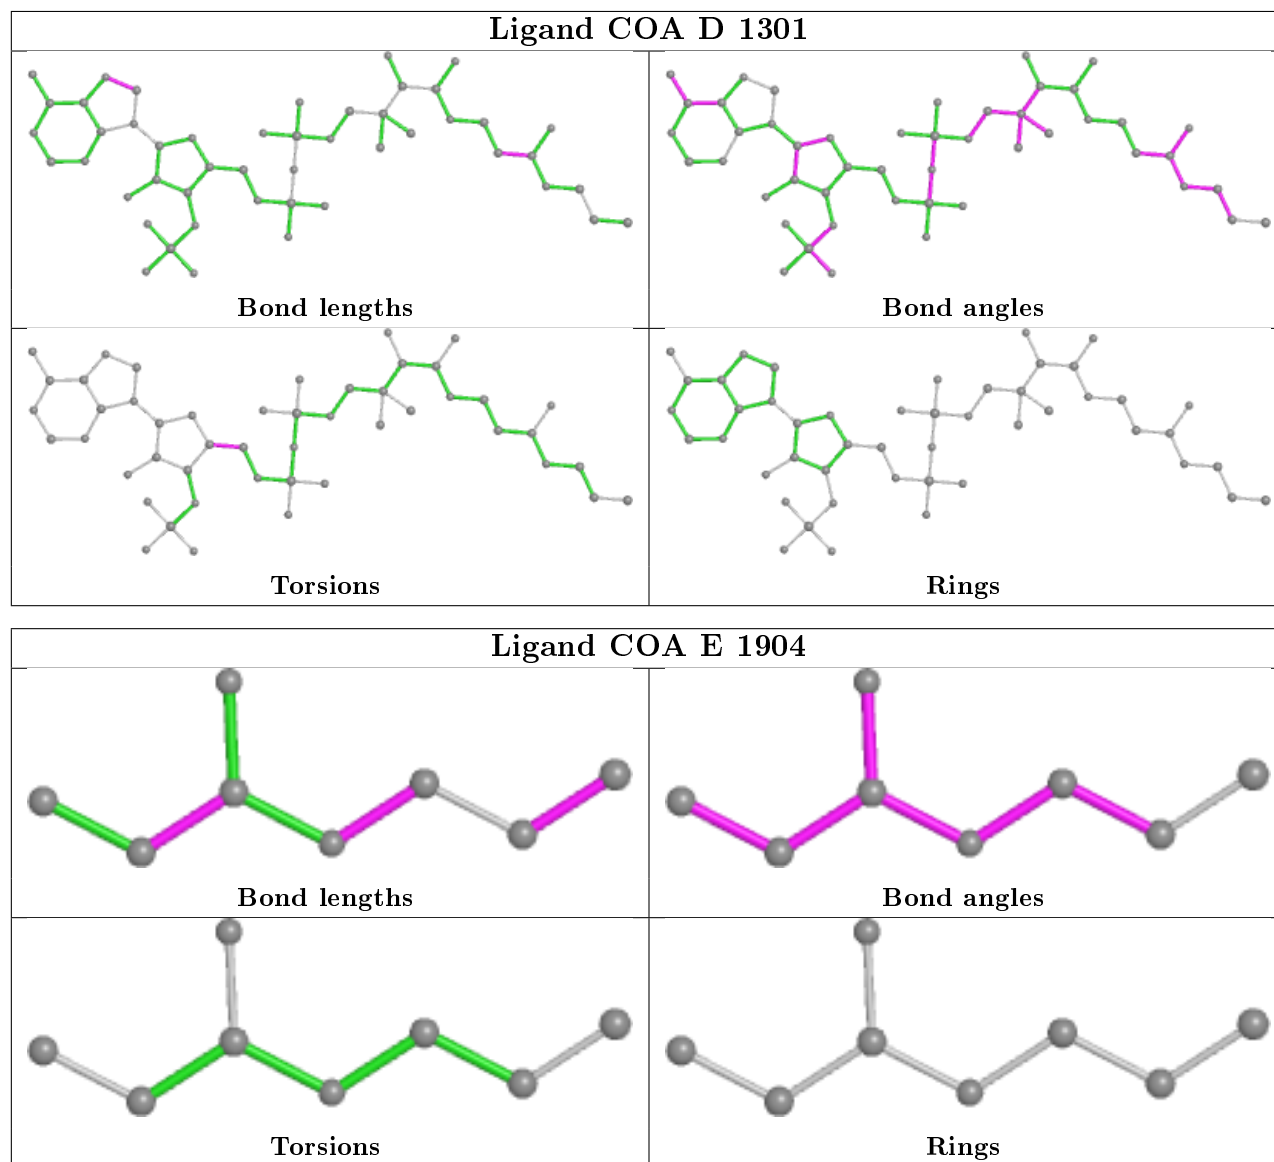 Ligand COA D 1301
Bond lengths
Bond angles
Torsions
Rings
Ligand COA E 1904
Bond lengths
Bond angles
Torsions
Rings